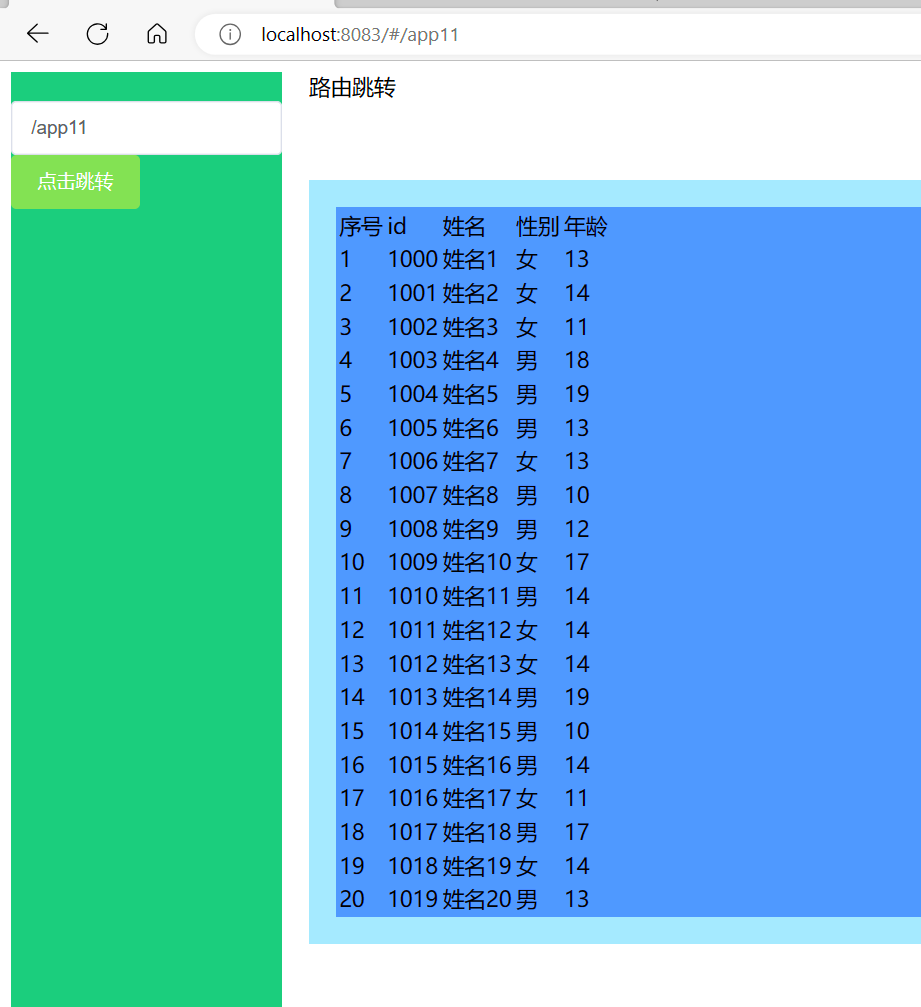 localhost:8083/#/app11
/app11
点击跳转
路由跳转
序号 id 姓名 性别 年龄
1 1000 姓名1 女 13
2 1001 姓名2 女 14
3 1002 姓名3 女 11
4 1003 姓名4 男 18
5 1004 姓名5 男 19
6 1005 姓名6 男 13
7 1006 姓名7 女 13
8 1007 姓名8 男 10
9 1008 姓名9 男 12
10 1009 姓名10 女 17
11 1010 姓名11 男 14
12 1011 姓名12 女 14
13 1012 姓名13 女 14
14 1013 姓名14 男 19
15 1014 姓名15 男 10
16 1015 姓名16 男 14
17 1016 姓名17 女 11
18 1017 姓名18 男 17
19 1018 姓名19 女 14
20 1019 姓名20 男 13